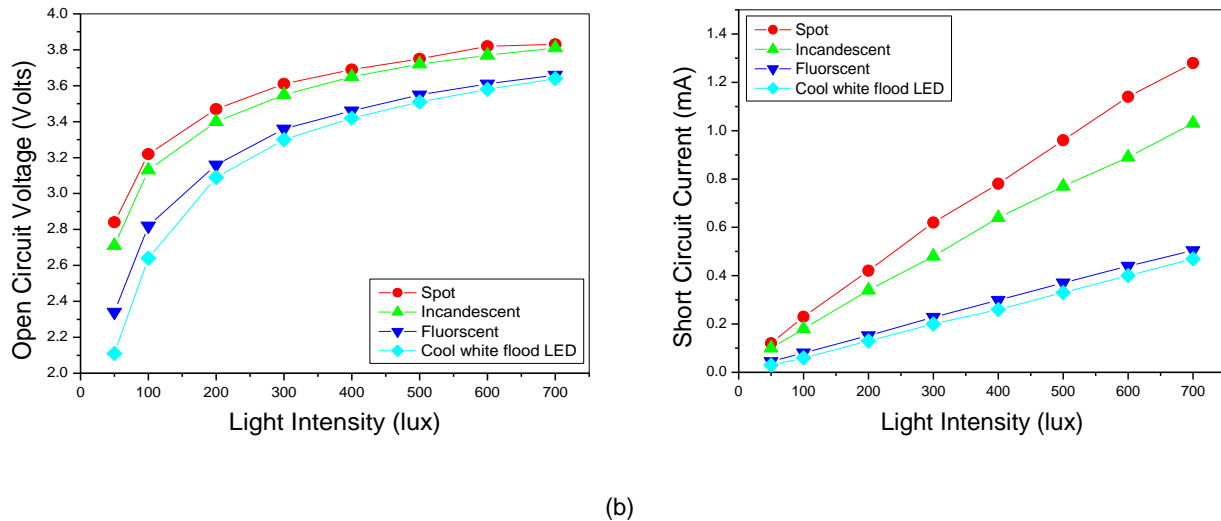 4.0
3.8
3.6
3.4
3.2
3.0
2.8
2.6
2.4
2.2
2.0
Open Circuit Voltage (Volts)
Spot
Incandescent
Fluorscent
Cool white flood LED
0 100 200 300 400 500 600 700
Light Intensity (lux)
1.4
1.2
1.0
0.8
0.6
0.4
0.2
0.0
Short Circuit Current (mA)
Spot
Incandescent
Fluorscent
Cool white flood LED
0 100 200 300 400 500 600 700
Light Intensity (lux)
(b)